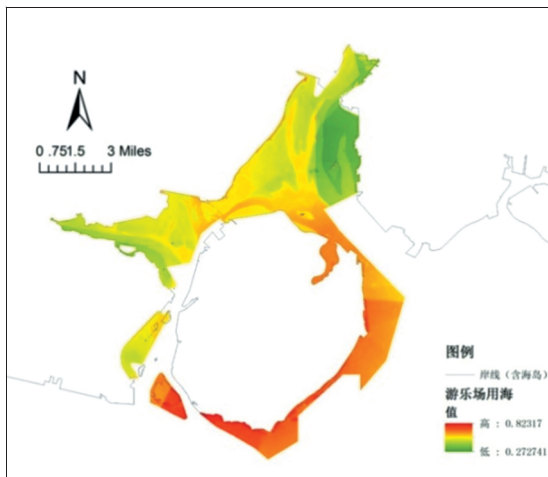 N
0 .751.5 3 Miles
图例
岸线（含海岛）
游乐场用海
值
高 : 0.82317
低 : 0.272741